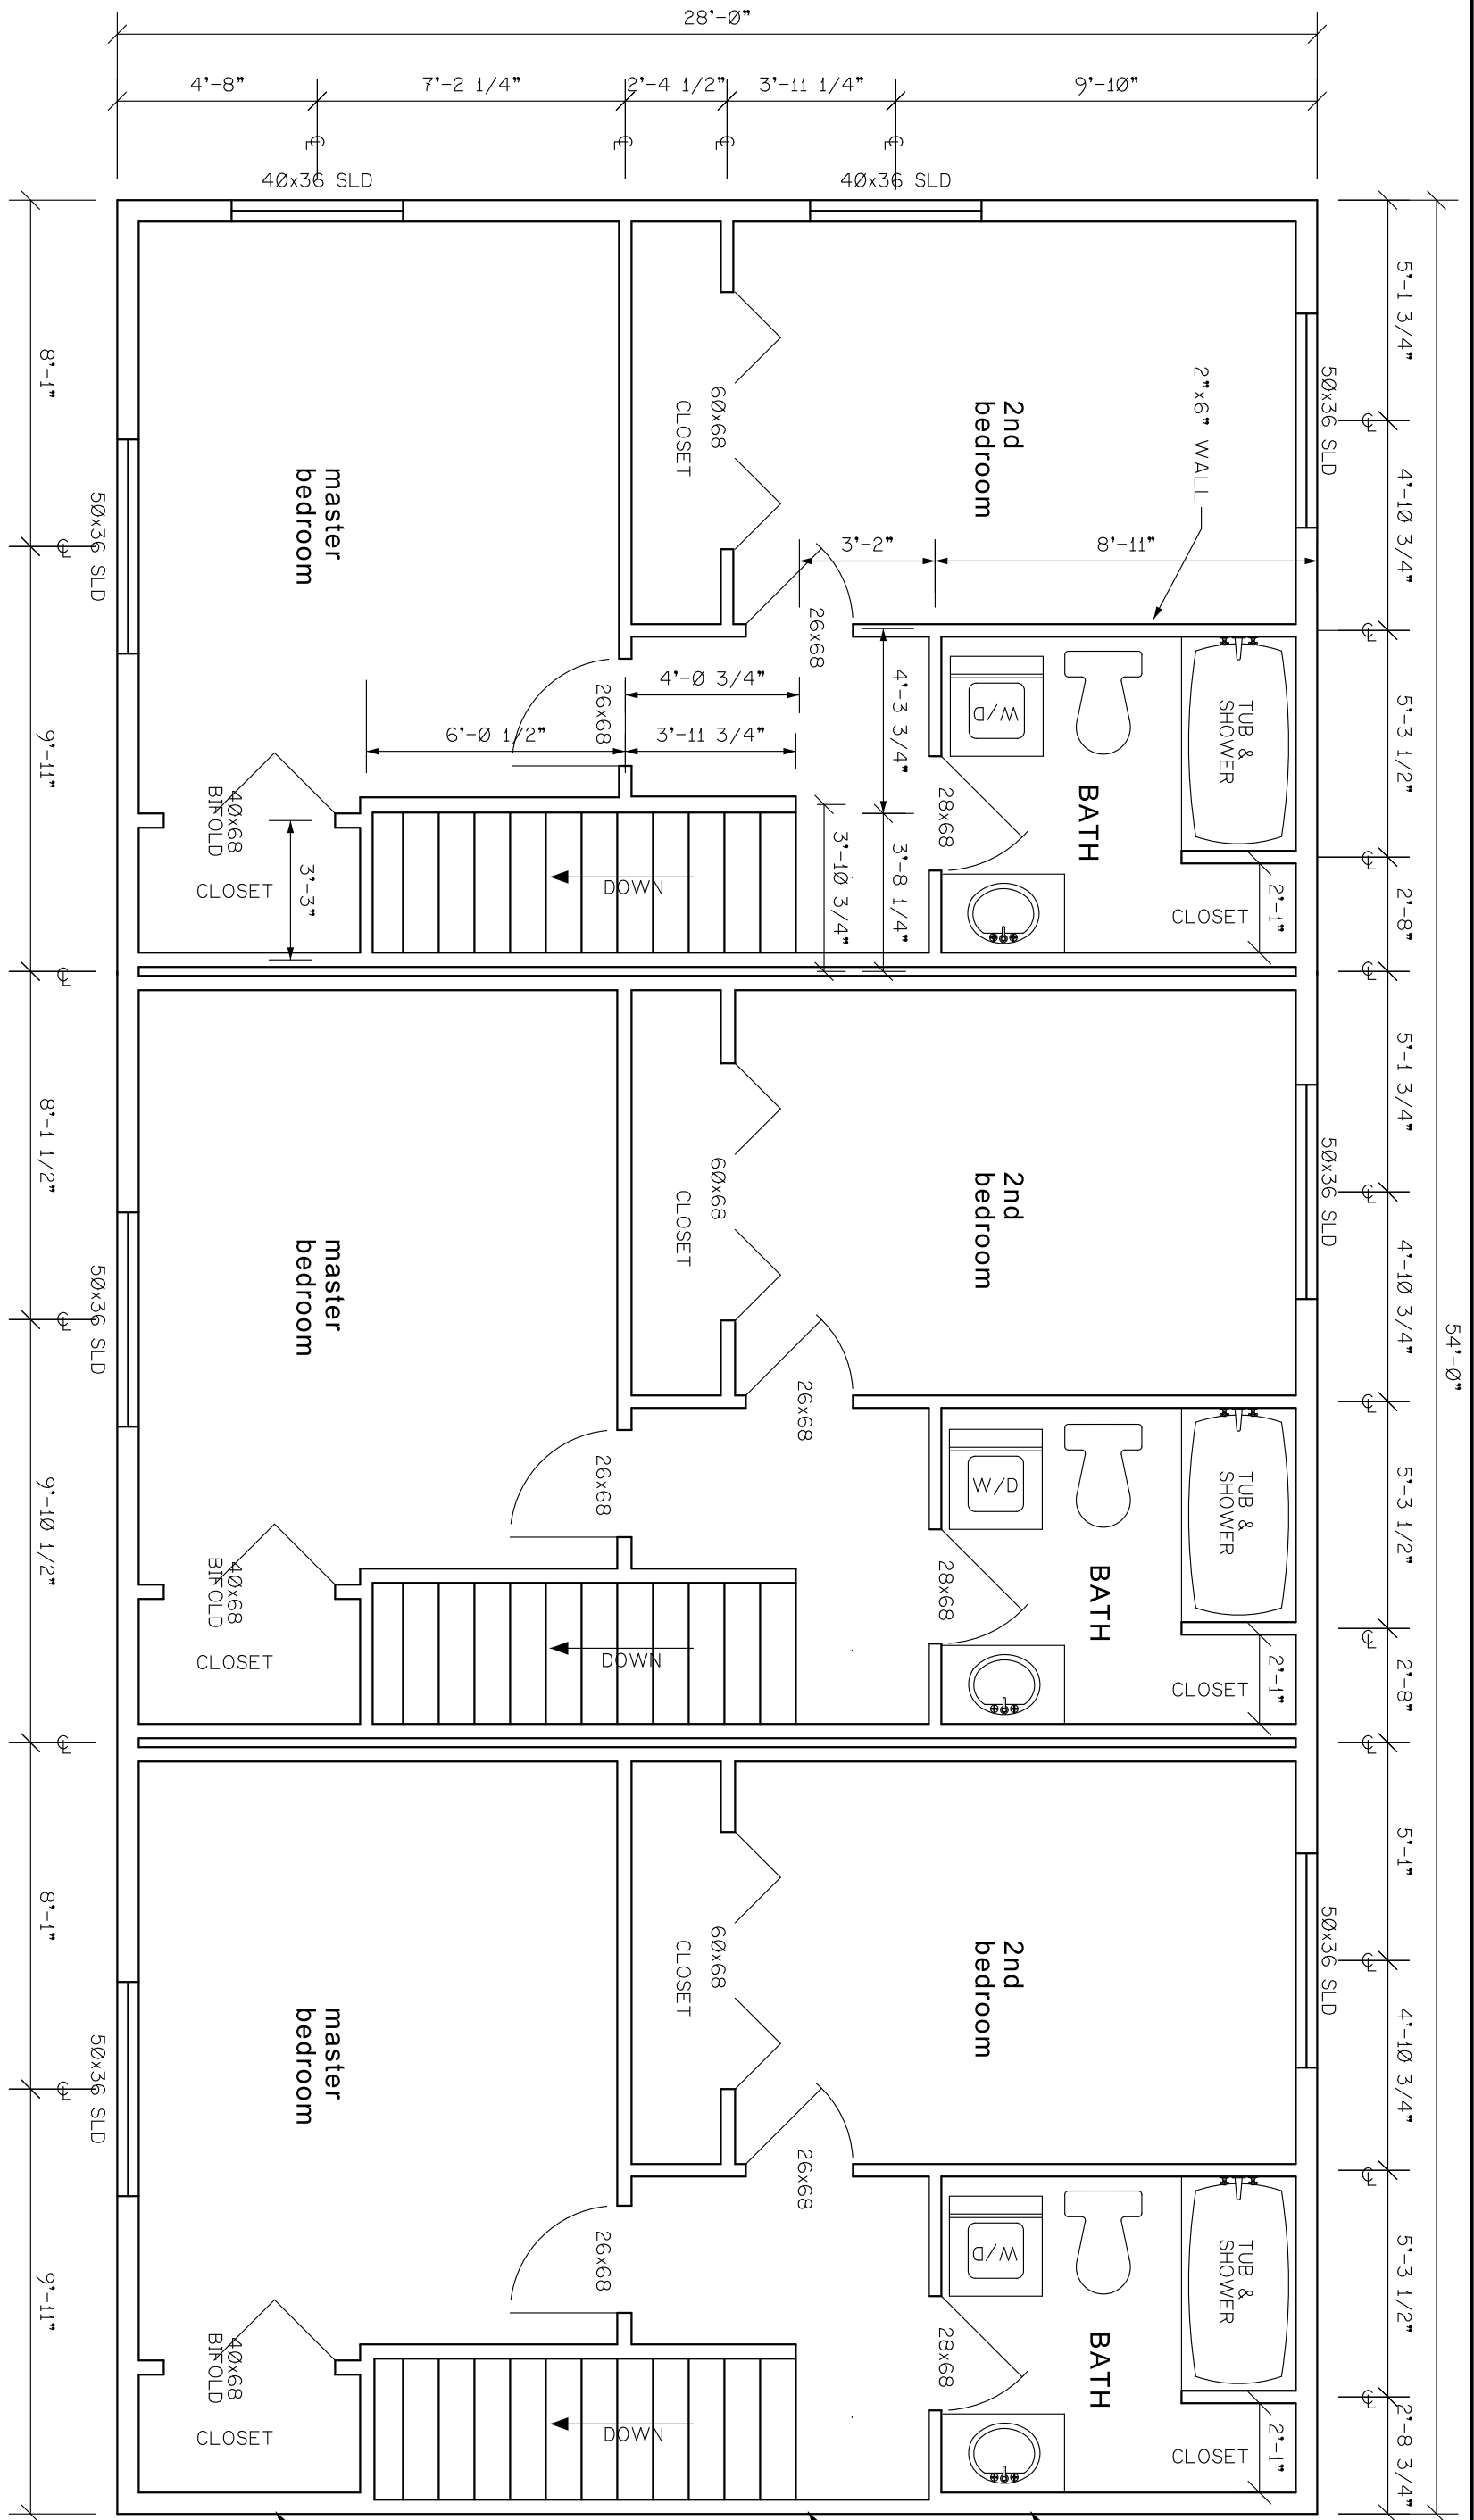 28'-0"
4'-8"
7'-2 1/4"
2'-4 1/2"
3'-11 1/4"
9'-10"
℄
℄
℄
℄
40x36 SLD
40x36 SLD
54'-0"
5'-1 3/4"
℄
4'-10 3/4"
℄
5'-3 1/2"
℄
2'-8"
℄
5'-1 3/4"
℄
4'-10 3/4"
℄
5'-3 1/2"
℄
2'-8"
℄
5'-1"
℄
4'-10 3/4"
℄
5'-3 1/2"
℄
2'-8 3/4"
50x36 SLD
50x36 SLD
50x36 SLD
2"x6" WALL
2nd
bedroom
60x68
CLOSET
master
bedroom
3'-2"
8'-11"
26x68
4'-0 3/4"
26x68
6'-0 1/2"
3'-11 3/4"
4'-3 3/4"
3'-8 1/4"
3'-10 3/4"
28x68
W/D
TUB &
SHOWER
BATH
CLOSET
2'-1"
DOWN
3'-3"
40x68
BIFOLD
CLOSET
2nd
bedroom
60x68
CLOSET
master
bedroom
26x68
26x68
28x68
W/D
TUB &
SHOWER
BATH
CLOSET
2'-1"
DOWN
40x68
BIFOLD
CLOSET
2nd
bedroom
60x68
CLOSET
master
bedroom
26x68
26x68
28x68
W/D
TUB &
SHOWER
BATH
CLOSET
2'-1"
DOWN
40x68
BIFOLD
CLOSET
50x36 SLD
50x36 SLD
50x36 SLD
8'-1"
℄
9'-11"
℄
8'-1 1/2"
℄
9'-10 1/2"
℄
8'-1"
℄
9'-11"